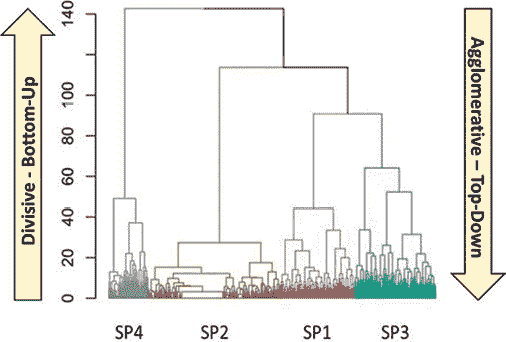 Divisive - Bottom-Up
140
100
80
60
40
20
0
Agglomerative – Top-Down
SP4 SP2 SP1 SP3